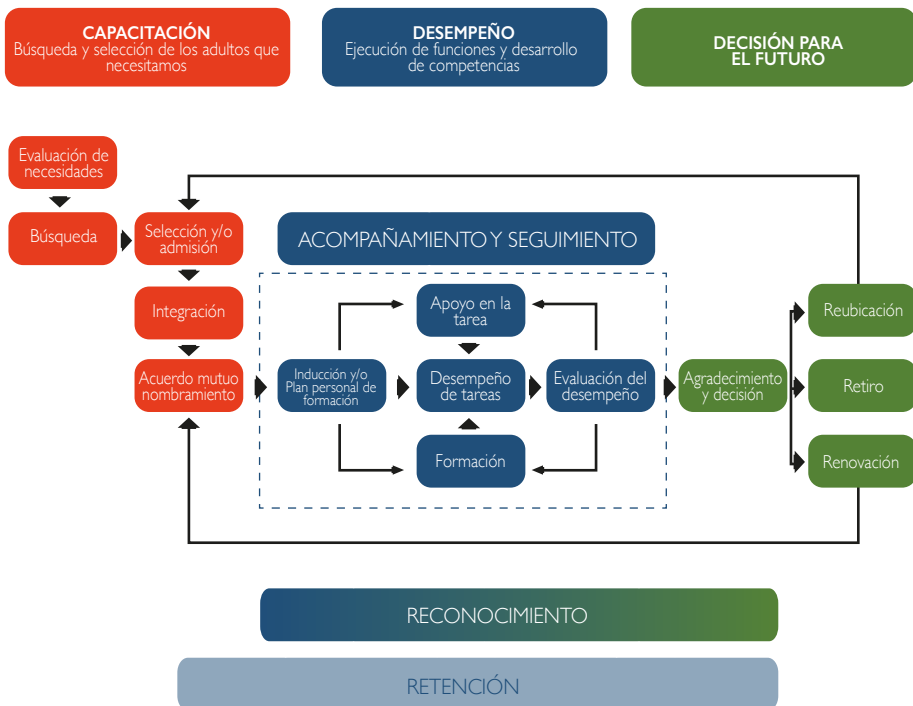 CAPACITACIÓN
Búsqueda y selección de los adultos que
necesitamos
DESEMPEÑO
Ejecución de funciones y desarrollo
de competencias
DECISIÓN PARA
EL FUTURO
Evaluación de
necesidades
Búsqueda
Selección y/o
admisión
Integración
Acuerdo mutuo
nombramiento
ACOMPAÑAMIENTO Y SEGUIMIENTO
Inducción y/o
Plan personal de
formación
Apoyo en la
tarea
Desempeño
de tareas
Formación
Evaluación del
desempeño
Agradecimiento
y decisión
Reubicación
Retiro
Renovación
RECONOCIMIENTO
RETENCIÓN